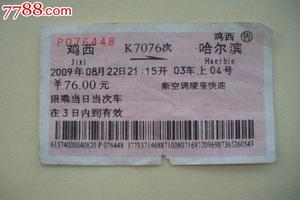 7788.com
P076448
鸡西 售
鸡西 K7076次 哈尔滨
Jixi Haerbin
2009年08月22日21:15开 03车上04号
¥76.00元 新空调硬座快速
限乘当日当次车
在3日内到有效